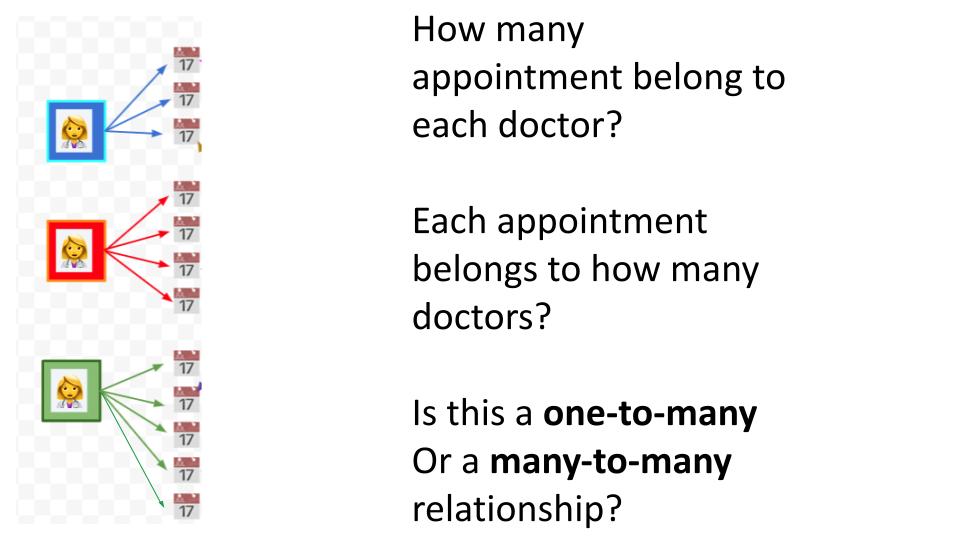 How many
appointment belong to
each doctor?
Each appointment
belongs to how many
doctors?
Is this a one-to-many
Or a many-to-many
relationship?
17
17
17
17
17
17
17
17
17
17
17
17